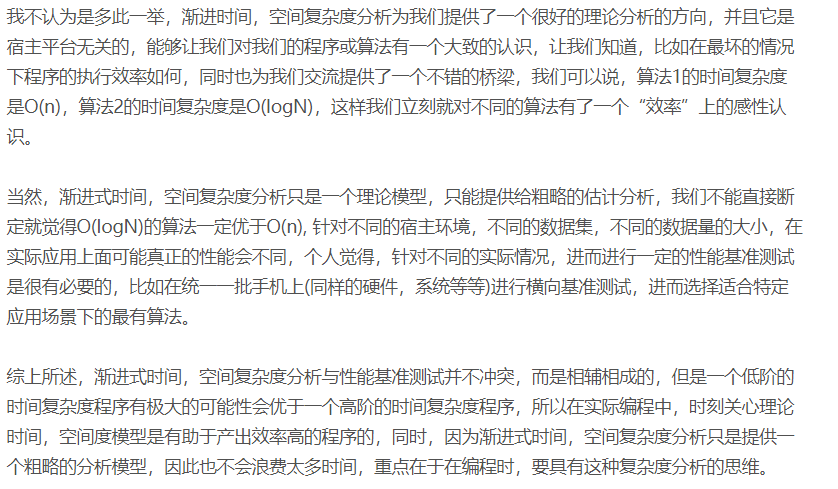 我不认为是多此一举，渐进时间，空间复杂度分析为我们提供了一个很好的理论分析的方向，并且它是
宿主平台无关的，能够让我们对我们的程序或算法有一个大致的认识，让我们知道，比如在最坏的情况
下程序的执行效率如何，同时也为我们交流提供了一个不错的桥梁，我们可以说，算法1的时间复杂度
是O(n)，算法2的时间复杂度是O(logN)，这样我们立刻就对不同的算法有了一个“效率”上的感性认
识。
当然，渐进式时间，空间复杂度分析只是一个理论模型，只能提供给粗略的估计分析，我们不能直接断
定就觉得O(logN)的算法一定优于O(n), 针对不同的宿主环境，不同的数据集，不同的数据量的大小，在
实际应用上面可能真正的性能会不同，个人觉得，针对不同的实际情况，进而进行一定的性能基准测试
是很有必要的，比如在统一一批手机上(同样的硬件，系统等等)进行横向基准测试，进而选择适合特定
应用场景下的最有算法。
综上所述，渐进式时间，空间复杂度分析与性能基准测试并不冲突，而是相辅相成的，但是一个低阶的
时间复杂度程序有极大的可能性会优于一个高阶的时间复杂度程序，所以在实际编程中，时刻关心理论
时间，空间度模型是有助于产出效率高的程序的，同时，因为渐进式时间，空间复杂度分析只是提供一
个粗略的分析模型，因此也不会浪费太多时间，重点在于在编程时，要具有这种复杂度分析的思维。